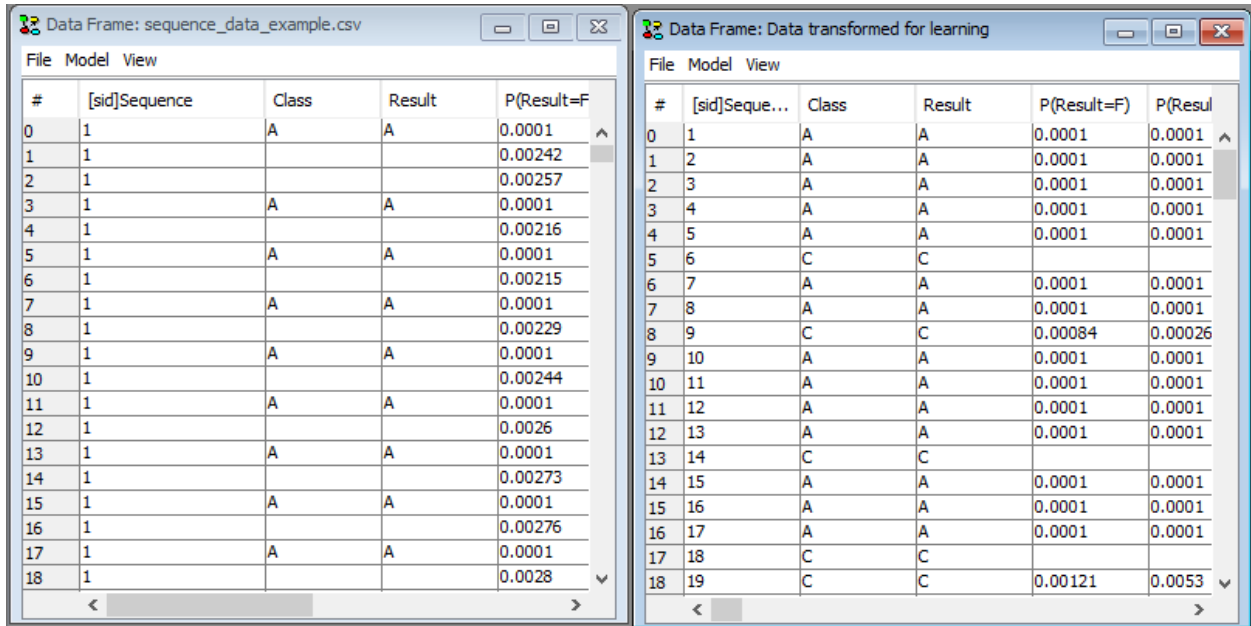 Data Frame: sequence_data_example.csv
File Model View
# [sid]Sequence Class Result P(Result=F
0 1 A A 0.0001
1 1 0.00242
2 1 0.00257
3 1 A A 0.0001
4 1 0.00216
5 1 A A 0.0001
6 1 0.00215
7 1 A A 0.0001
8 1 0.00229
9 1 A A 0.0001
10 1 0.00244
11 1 A A 0.0001
12 1 0.0026
13 1 A A 0.0001
14 1 0.00273
15 1 A A 0.0001
16 1 0.00276
17 1 A A 0.0001
18 1 0.0028
Data Frame: Data transformed for learning
File Model View
# [sid]Seque... Class Result P(Result=F) P(Resul
0 1 A A 0.0001 0.0001
1 2 A A 0.0001 0.0001
2 3 A A 0.0001 0.0001
3 4 A A 0.0001 0.0001
4 5 A A 0.0001 0.0001
5 6 C C
6 7 A A 0.0001 0.0001
7 8 A A 0.0001 0.0001
8 9 C C 0.00084 0.00026
9 10 A A 0.0001 0.0001
10 11 A A 0.0001 0.0001
11 12 A A 0.0001 0.0001
12 13 A A 0.0001 0.0001
13 14 C C
14 15 A A 0.0001 0.0001
15 16 A A 0.0001 0.0001
16 17 A A 0.0001 0.0001
17 18 C C
18 19 C C 0.00121 0.0053